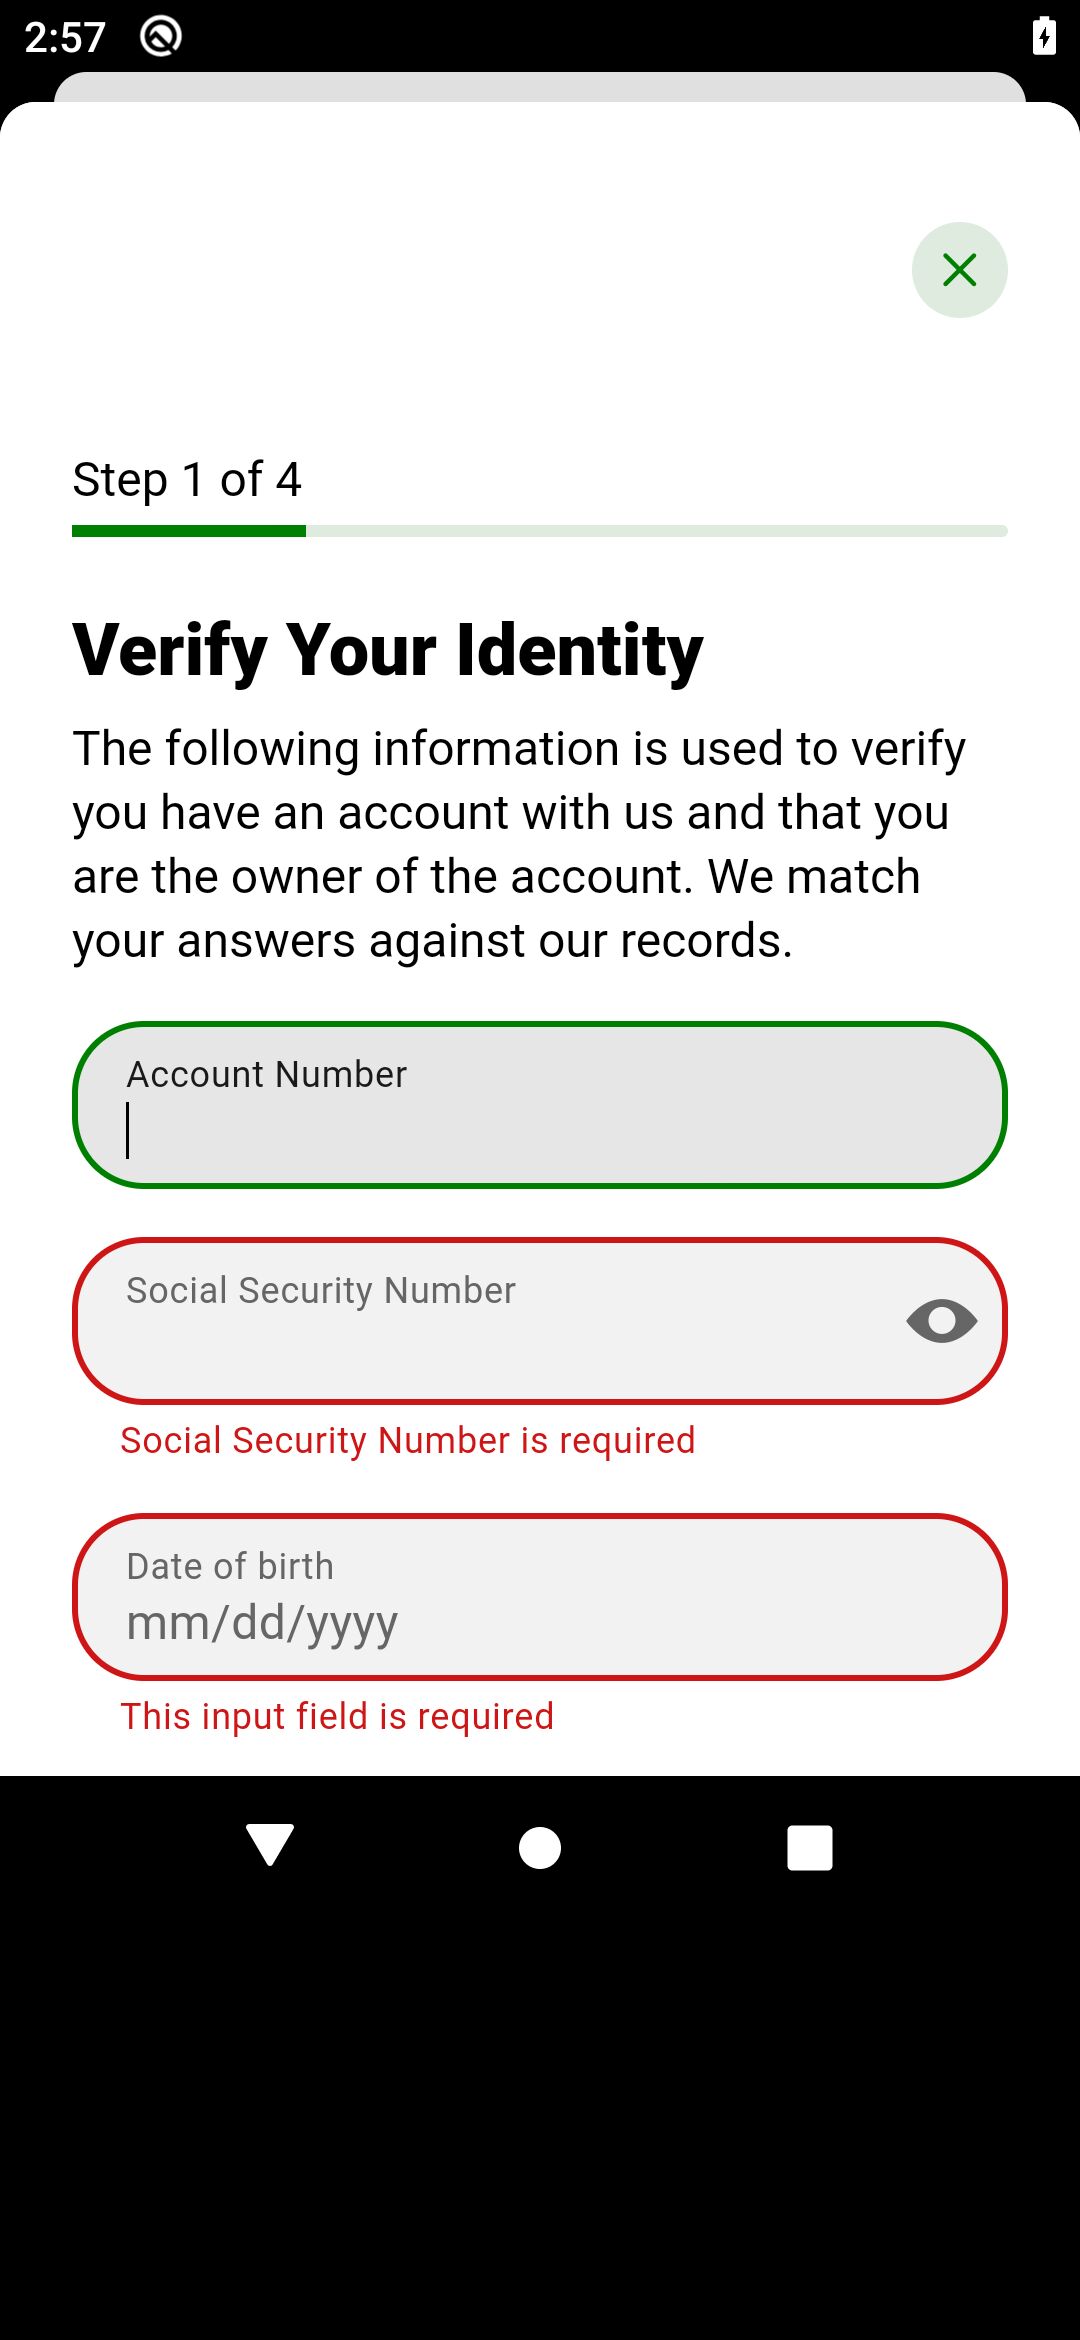 2:57
Step 1 of 4
Verify Your Identity
The following information is used to verify
you have an account with us and that you
are the owner of the account. We match
your answers against our records.
Account Number
Social Security Number
Social Security Number is required
Date of birth
mm/dd/yyyy
This input field is required